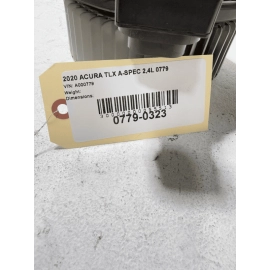 2020 ACURA TLX A-SPEC 2.4L 0779
VIN: A000779
Weight:
Dimensions:
0779-0323